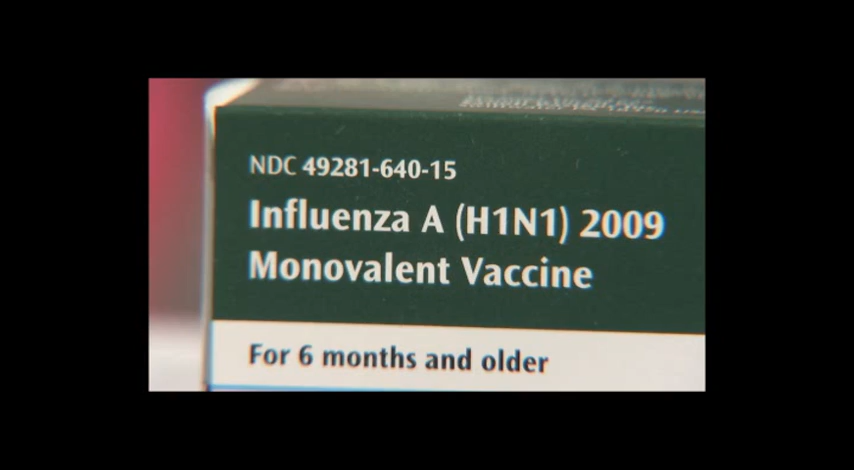 NDC 49281-640-15
Influenza A (H1N1) 2009
Monovalent Vaccine
For 6 months and older